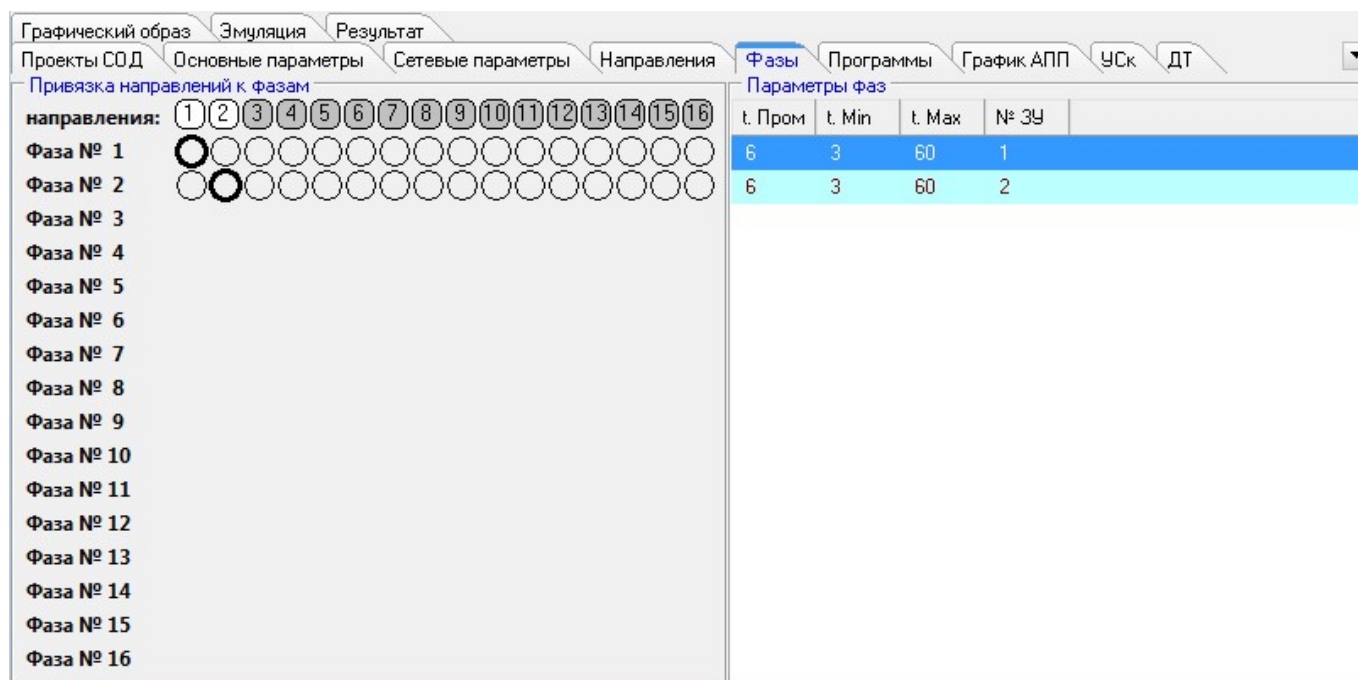 Графический образ Эмуляция Результат
Проекты СОД Основные параметры Сетевые параметры Направления Фазы Программы График АПП УСк ДТ
Привязка направлений к фазам
направления: 1 2 3 4 5 6 7 8 9 10 11 12 13 14 15 16
Фаза № 1
Фаза № 2
Фаза № 3
Фаза № 4
Фаза № 5
Фаза № 6
Фаза № 7
Фаза № 8
Фаза № 9
Фаза № 10
Фаза № 11
Фаза № 12
Фаза № 13
Фаза № 14
Фаза № 15
Фаза № 16
Параметры фаз
t. Пром t. Min t. Max № ЗУ
6 3 60 1
6 3 60 2